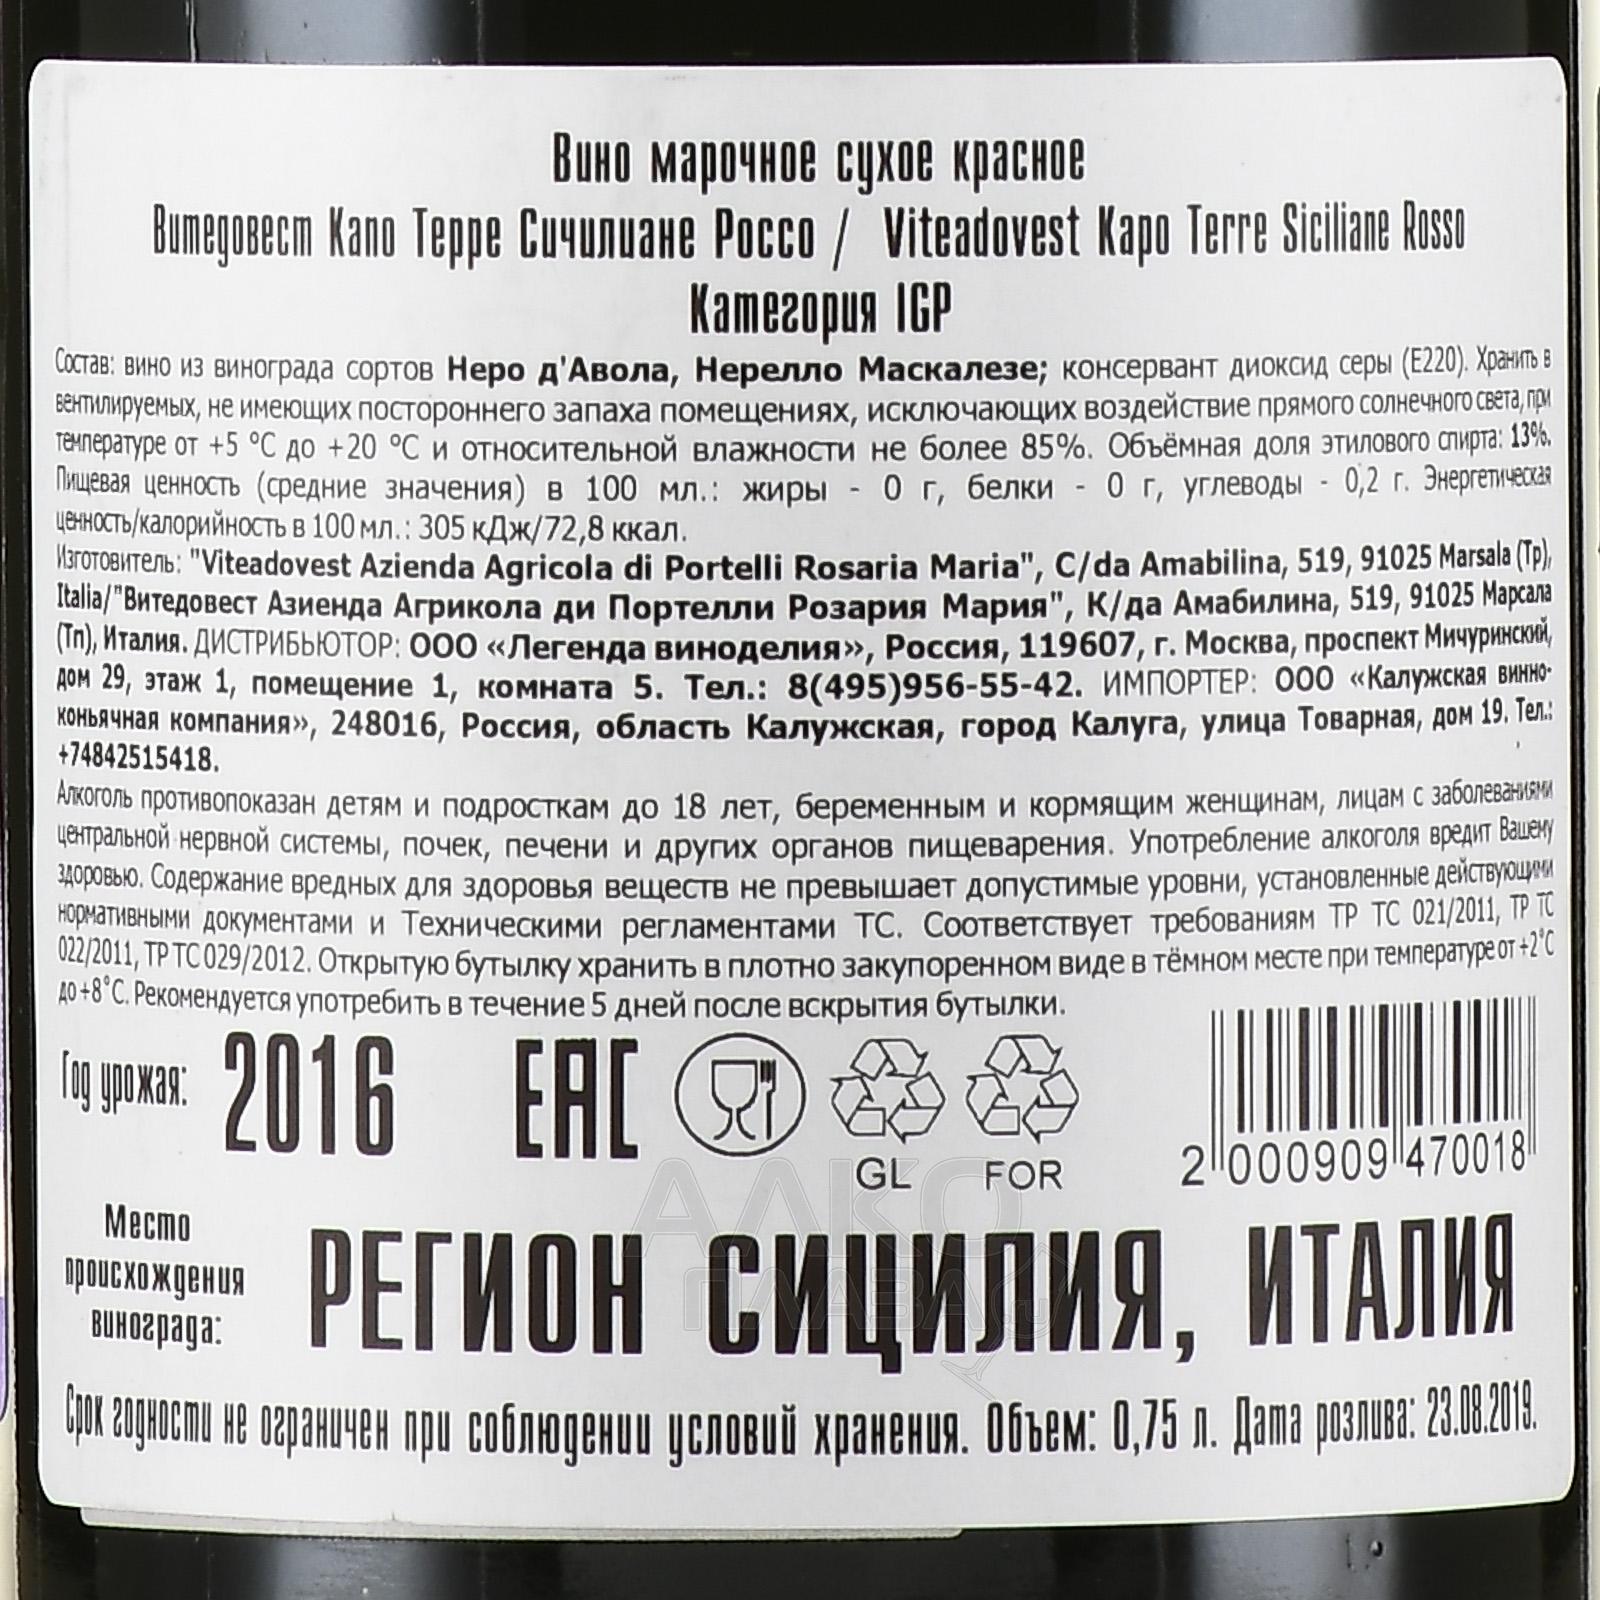 Вино марочное сухое красное
Витедовест Капо Терре Сичилиане Россо / Viteadovest Kapo Terre Siciliane Rosso
Категория IGP
Состав: вино из винограда сортов Неро д'Авола, Нерелло Маскалезе; консервант диоксид серы (Е220). Хранить в
вентилируемых, не имеющих постороннего запаха помещениях, исключающих воздействие прямого солнечного света, при
температуре от +5 °С до +20 °С и относительной влажности не более 85%. Объёмная доля этилового спирта: 13%.
Пищевая ценность (средние значения) в 100 мл.: жиры - 0 г, белки - 0 г, углеводы - 0,2 г. Энергетическая
ценность/калорийность в 100 мл.: 305 кДж/72,8 ккал.
Изготовитель: "Viteadovest Azienda Agricola di Portelli Rosaria Maria", C/da Amabilina, 519, 91025 Marsala (Tp),
Italia/"Витедовест Азиенда Агрикола ди Портелли Розария Мария", К/да Амабилина, 519, 91025 Марсала
(Тп), Италия. ДИСТРИБЬЮТОР: ООО «Легенда виноделия», Россия, 119607, г. Москва, проспект Мичуринский,
дом 29, этаж 1, помещение 1, комната 5. Тел.: 8(495)956-55-42. ИМПОРТЕР: ООО «Калужская винно-
коньячная компания», 248016, Россия, область Калужская, город Калуга, улица Товарная, дом 19. Тел.:
+74842515418.
Алкоголь противопоказан детям и подросткам до 18 лет, беременным и кормящим женщинам, лицам с заболеваниями
центральной нервной системы, почек, печени и других органов пищеварения. Употребление алкоголя вредит Вашему
здоровью. Содержание вредных для здоровья веществ не превышает допустимые уровни, установленные действующими
нормативными документами и Техническими регламентами ТС. Соответствует требованиям ТР ТС 021/2011, ТР ТС
022/2011, ТР ТС 029/2012. Открытую бутылку хранить в плотно закупоренном виде в тёмном месте при температуре от +2°С
до +8°С. Рекомендуется употребить в течение 5 дней после вскрытия бутылки.
Год урожая: 2016 EAC
GL FOR
2 000909 470018
Место
происхождения
винограда:
РЕГИОН СИЦИЛИЯ, ИТАЛИЯ
АЛКО
ПЛАЗА.ru
Срок годности не ограничен при соблюдении условий хранения. Объем: 0,75 л. Дата розлива: 23.08.2019.